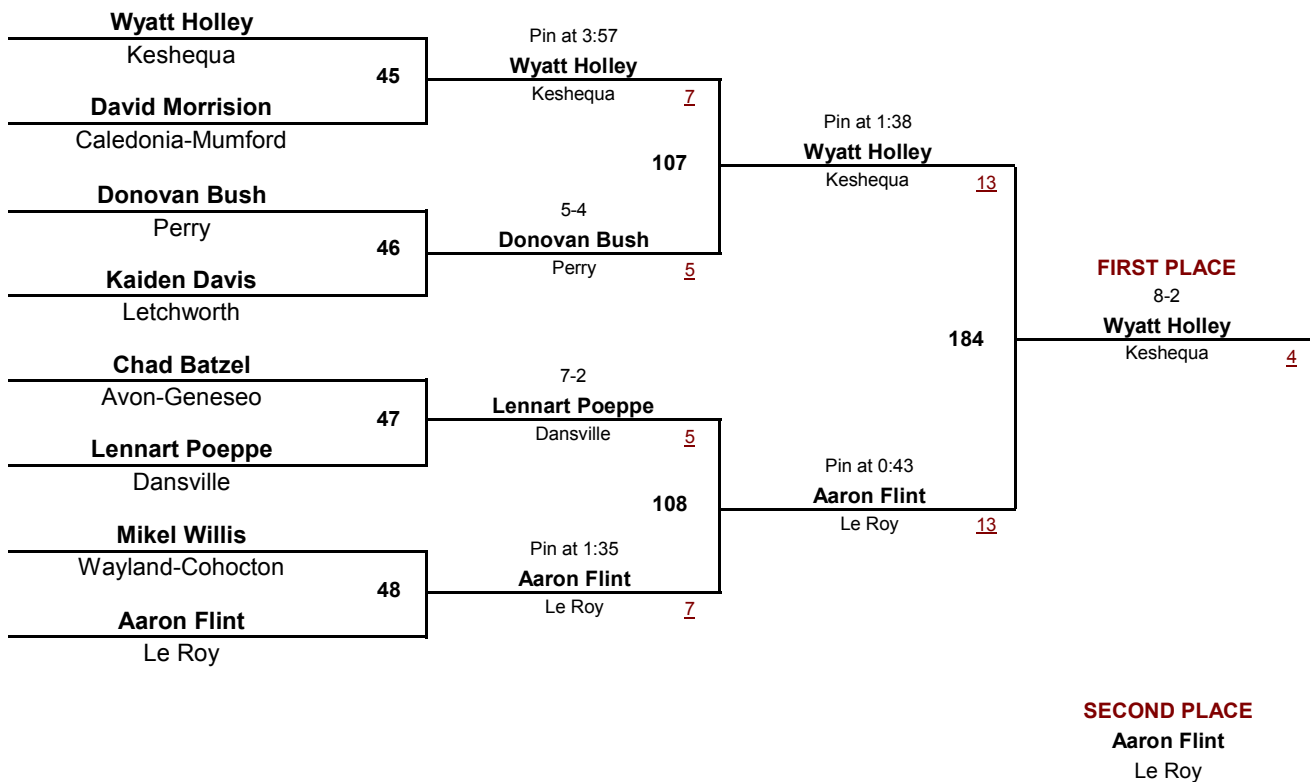 Wyatt Holley
Keshequa
45
David Morrision
Caledonia-Mumford
Donovan Bush
Perry
46
Kaiden Davis
Letchworth
Chad Batzel
Avon-Geneseo
47
Lennart Poeppe
Dansville
Mikel Willis
Wayland-Cohocton
48
Aaron Flint
Le Roy
Pin at 3:57
Wyatt Holley
Keshequa 7
107
5-4
Donovan Bush
Perry 5
7-2
Lennart Poeppe
Dansville 5
108
Pin at 1:35
Aaron Flint
Le Roy 7
Pin at 1:38
Wyatt Holley
Keshequa 13
184
Pin at 0:43
Aaron Flint
Le Roy 13
FIRST PLACE
8-2
Wyatt Holley
Keshequa 4
SECOND PLACE
Aaron Flint
Le Roy